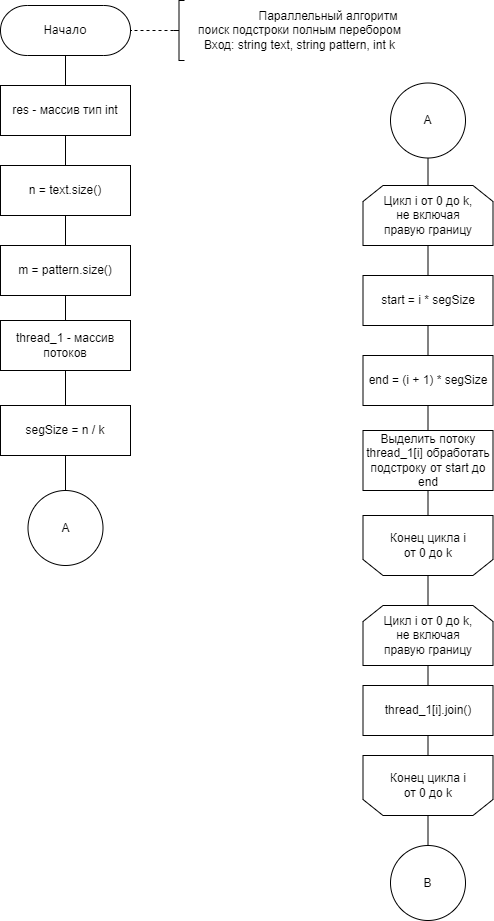 Начало
Параллельный алгоритм
поиск подстроки полным перебором
Вход: string text, string pattern, int k
res - массив тип int
n = text.size()
m = pattern.size()
thread_1 - массив
потоков
segSize = n / k
A
A
Цикл i от 0 до k,
не включая
правую границу
start = i * segSize
end = (i + 1) * segSize
Выделить потоку
thread_1[i] обработать
подстроку от start до
end
Конец цикла i
от 0 до k
Цикл i от 0 до k,
не включая
правую границу
thread_1[i].join()
Конец цикла i
от 0 до k
B